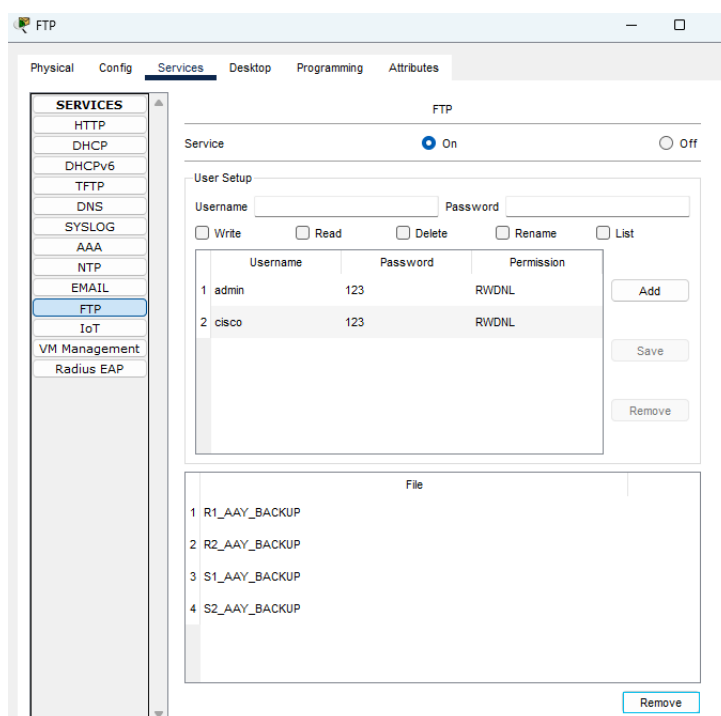 FTP
Physical Config Services Desktop Programming Attributes
SERVICES
HTTP
DHCP
DHCPv6
TFTP
DNS
SYSLOG
AAA
NTP
EMAIL
FTP
IoT
VM Management
Radius EAP
FTP
Service On Off
User Setup
Username Password
Write Read Delete Rename List
Username Password Permission
1 admin 123 RWDNL
2 cisco 123 RWDNL
Add
Save
Remove
File
1 R1_AAY_BACKUP
2 R2_AAY_BACKUP
3 S1_AAY_BACKUP
4 S2_AAY_BACKUP
Remove